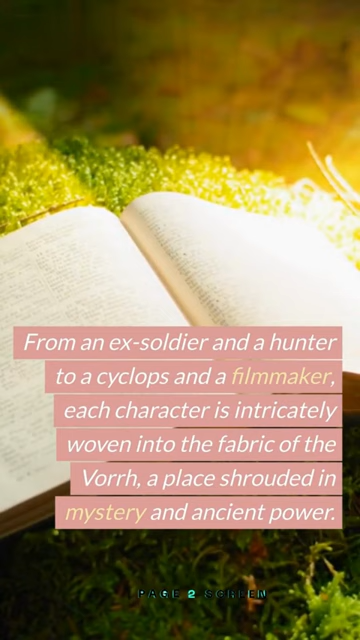 From an ex-soldier and a hunter
to a cyclops and a filmmaker,
each character is intricately
woven into the fabric of the
Vorrh, a place shrouded in
mystery and ancient power.
PAGE 2 SCREEN